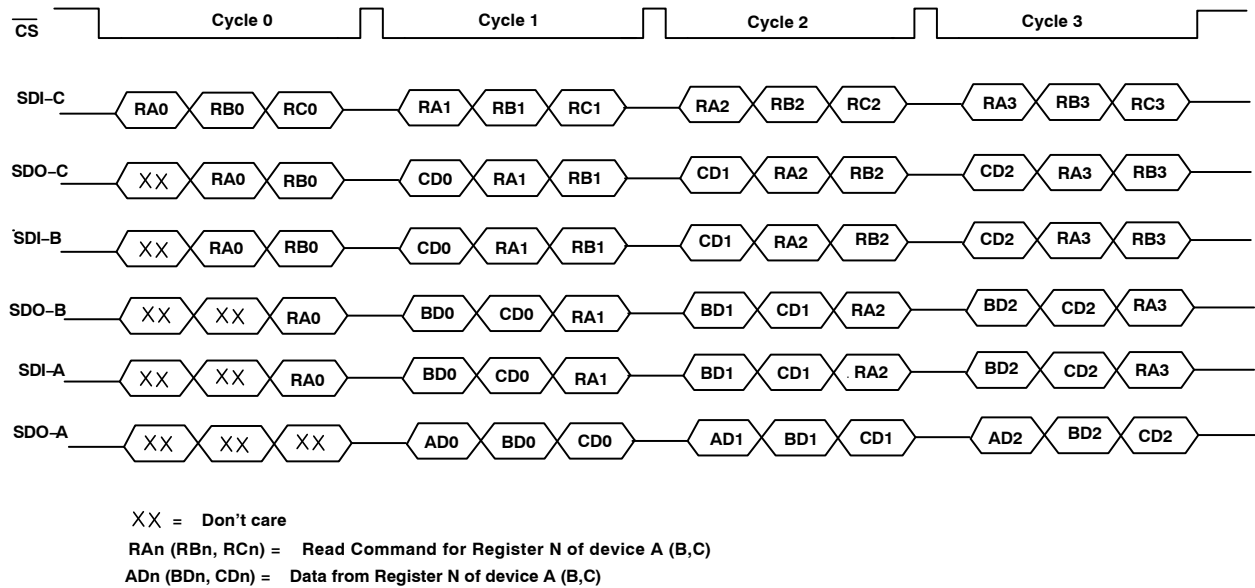 CS Cycle 0 Cycle 1 Cycle 2 Cycle 3
SDI–C RA0 RB0 RC0 RA1 RB1 RC1 RA2 RB2 RC2 RA3 RB3 RC3
SDO–C XX RA0 RB0 CD0 RA1 RB1 CD1 RA2 RB2 CD2 RA3 RB3
SDI–B XX RA0 RB0 CD0 RA1 RB1 CD1 RA2 RB2 CD2 RA3 RB3
SDO–B XX XX RA0 BD0 CD0 RA1 BD1 CD1 RA2 BD2 CD2 RA3
SDI–A XX XX RA0 BD0 CD0 RA1 BD1 CD1 RA2 BD2 CD2 RA3
SDO–A XX XX XX AD0 BD0 CD0 AD1 BD1 CD1 AD2 BD2 CD2
XX = Don't care
RAn (RBn, RCn) = Read Command for Register N of device A (B,C)
ADn (BDn, CDn) = Data from Register N of device A (B,C)